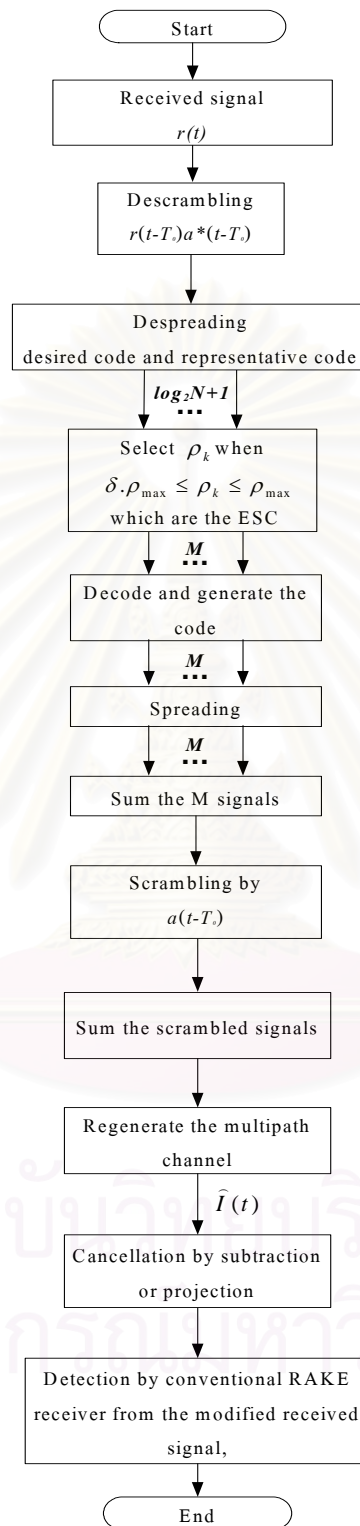 Start
Received signal
r(t)
Descrambling
r(t-Tₒ)a*(t-Tₒ)
Despreading
desired code and representative code
log₂N+1
...
Select ρₖ when
δ.ρmax ≤ ρₖ ≤ ρmax
which are the ESC
M
...
Decode and generate the
code
M
...
Spreading
M
...
Sum the M signals
Scrambling by
a(t-Tₒ)
Sum the scrambled signals
Regenerate the multipath
channel
Î(t)
Cancellation by subtraction
or projection
Detection by conventional RAKE
receiver from the modified received
signal,
End